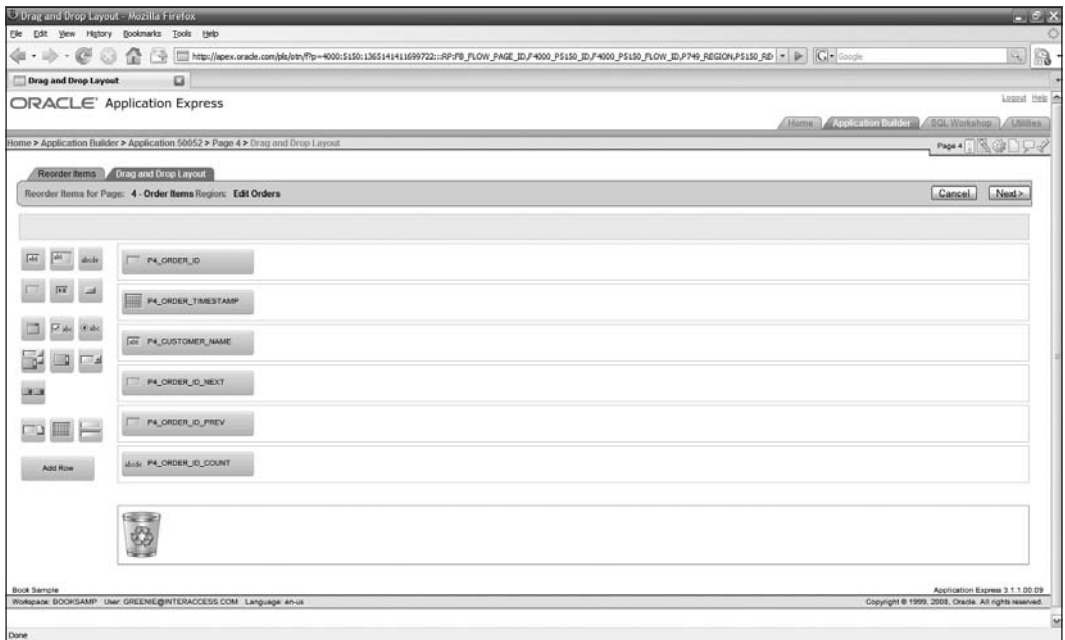 Drag and Drop Layout - Mozilla Firefox
File Edit View History Bookmarks Tools Help
Google
Drag and Drop Layout
ORACLE Application Express
Logout Help
Home Application Builder SQL Workshop Utilities
Home > Application Builder > Application 50052 > Page 4 > Drag and Drop Layout
Page 4
Reorder Items Drag and Drop Layout
Reorder Items for Page: 4 - Order Items Region: Edit Orders
Cancel Next >
P4_ORDER_ID
P4_ORDER_TIMESTAMP
P4_CUSTOMER_NAME
P4_ORDER_ID_NEXT
P4_ORDER_ID_PREV
P4_ORDER_ID_COUNT
Add Row
Book Sample
Application Express 3.1.1.00.09
Workspace: BOOKSAMP User: GREENIE@INTERACCESS.COM Language: en-us
Copyright © 1999, 2008, Oracle. All rights reserved.
Done